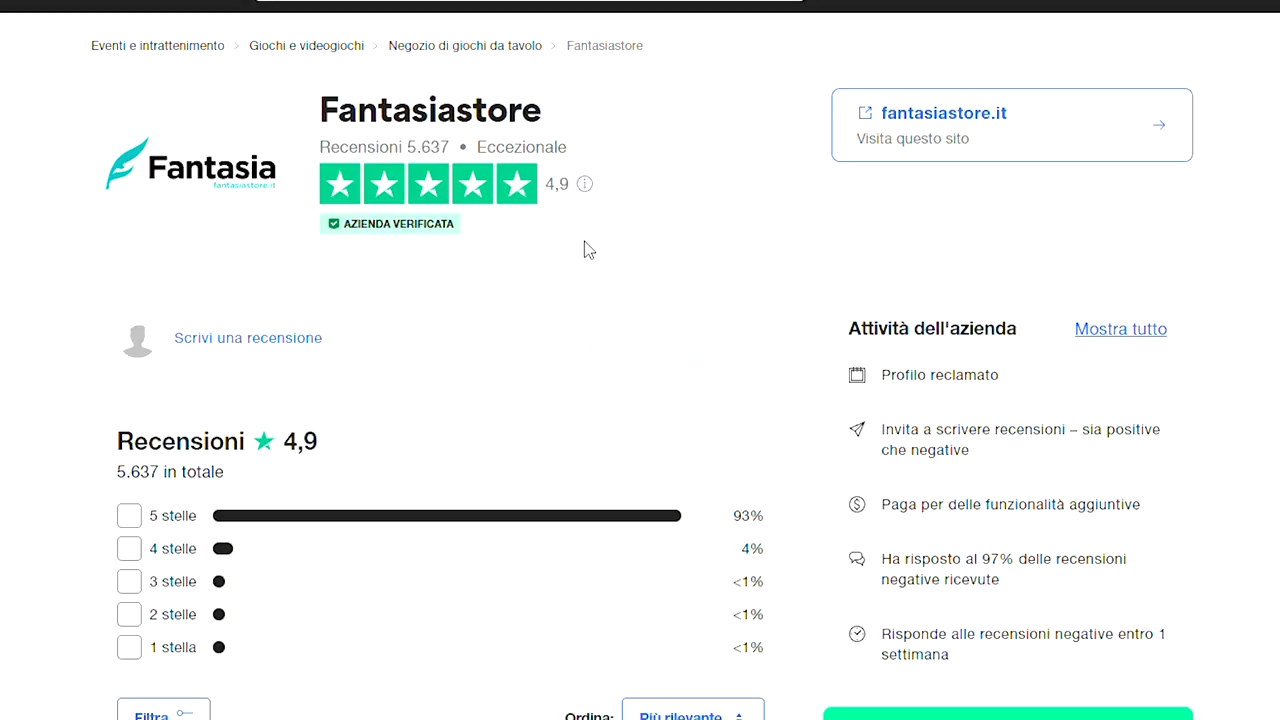 Eventi e intrattenimento
Giochi e videogiochi
Negozio di giochi da tavolo
Fantasiastore
Fantasia
fantasiastore.it
Fantasiastore
Recensioni 5.637 • Eccezionale
4,9
AZIENDA VERIFICATA
fantasiastore.it
Visita questo sito
Scrivi una recensione
Recensioni 4,9
5.637 in totale
5 stelle 93%
4 stelle 4%
3 stelle <1%
2 stelle <1%
1 stella <1%
Filtra
Ordina: Più rilevante
Attività dell'azienda
Mostra tutto
Profilo reclamato
Invita a scrivere recensioni – sia positive
che negative
Paga per delle funzionalità aggiuntive
Ha risposto al 97% delle recensioni
negative ricevute
Risponde alle recensioni negative entro 1
settimana